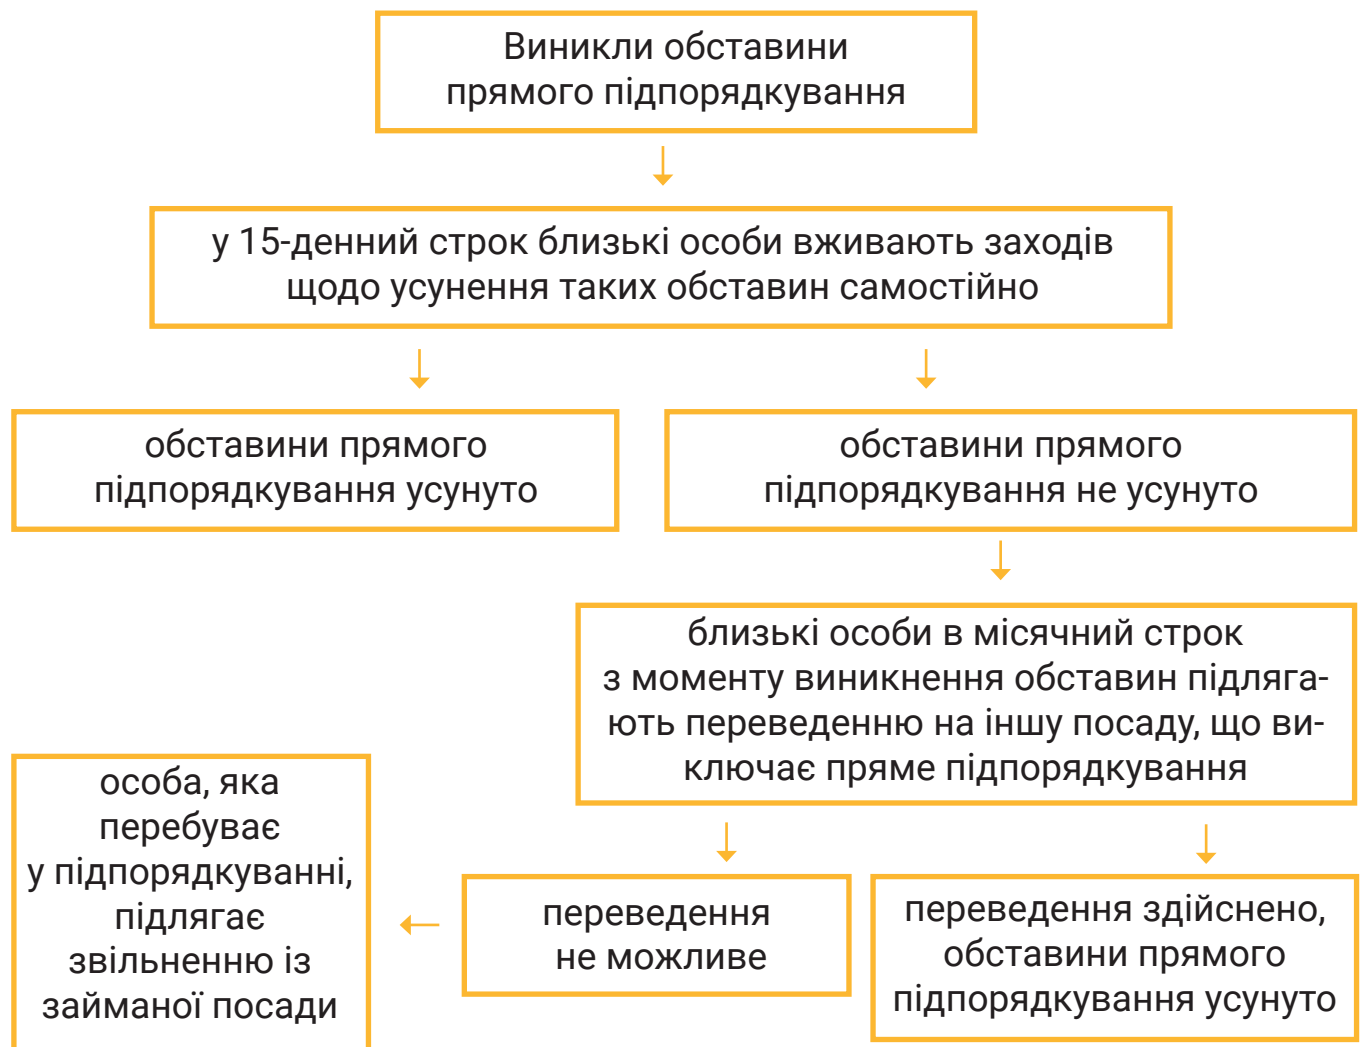 Виникли обставини
прямого підпорядкування
у 15-денний строк близькі особи вживають заходів
щодо усунення таких обставин самостійно
обставини прямого
підпорядкування усунуто
обставини прямого
підпорядкування не усунуто
близькі особи в місячний строк
з моменту виникнення обставин підляга-
ють переведенню на іншу посаду, що ви-
ключає пряме підпорядкування
особа, яка
перебуває
у підпорядкуванні,
підлягає
звільненню із
займаної посади
переведення
не можливе
переведення здійснено,
обставини прямого
підпорядкування усунуто